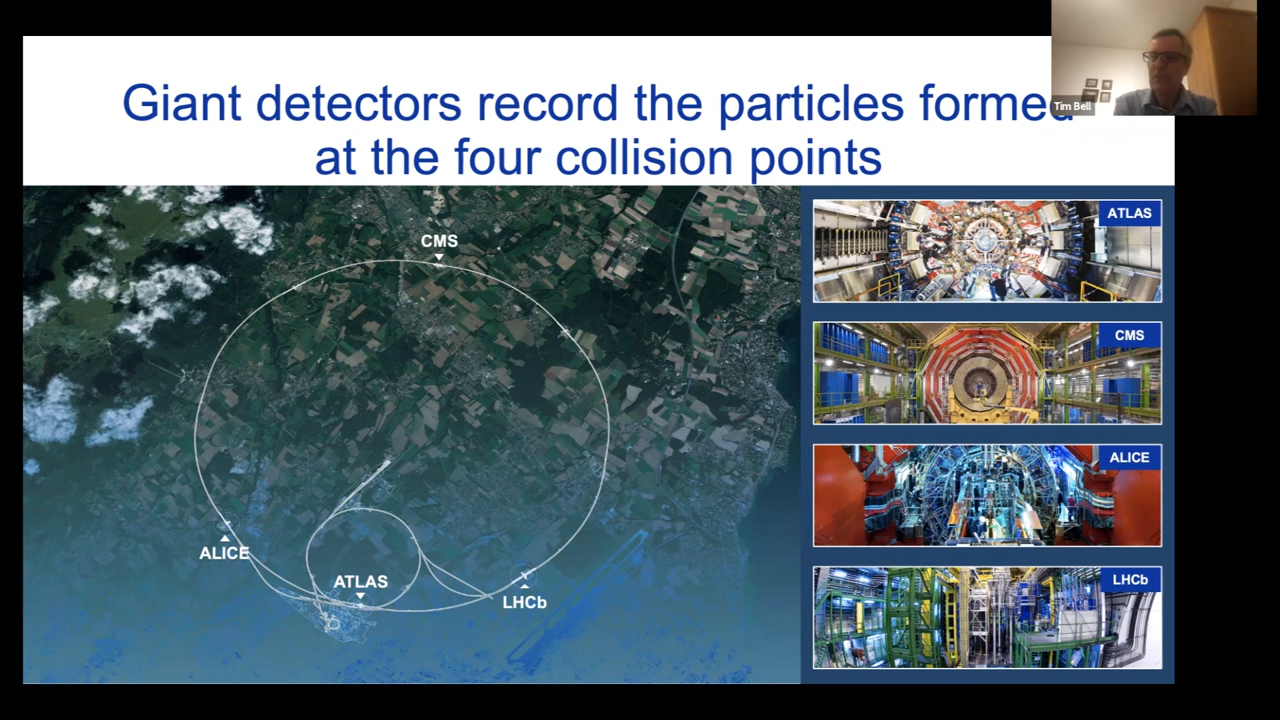 Giant detectors record the particles formed
at the four collision points
Tim Bell
CMS
ALICE
ATLAS
LHCb
ATLAS
CMS
ALICE
LHCb